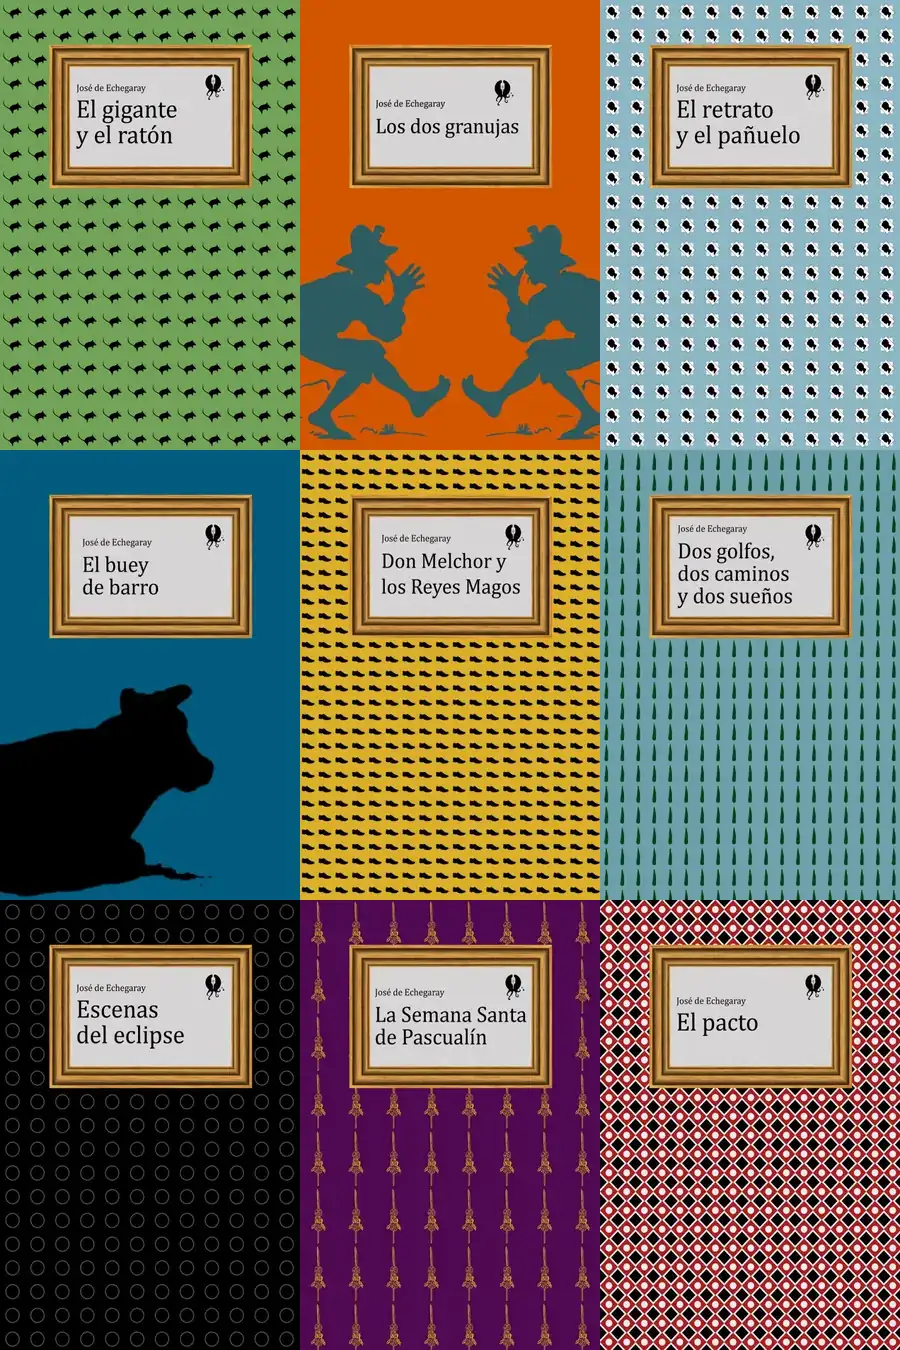 José de Echegaray
El gigante
y el ratón
José de Echegaray
Los dos granujas
José de Echegaray
El retrato
y el pañuelo
José de Echegaray
El buey
de barro
José de Echegaray
Don Melchor y
los Reyes Magos
José de Echegaray
Dos golfos,
dos caminos
y dos sueños
José de Echegaray
Escenas
del eclipse
José de Echegaray
La Semana Santa
de Pascualín
José de Echegaray
El pacto